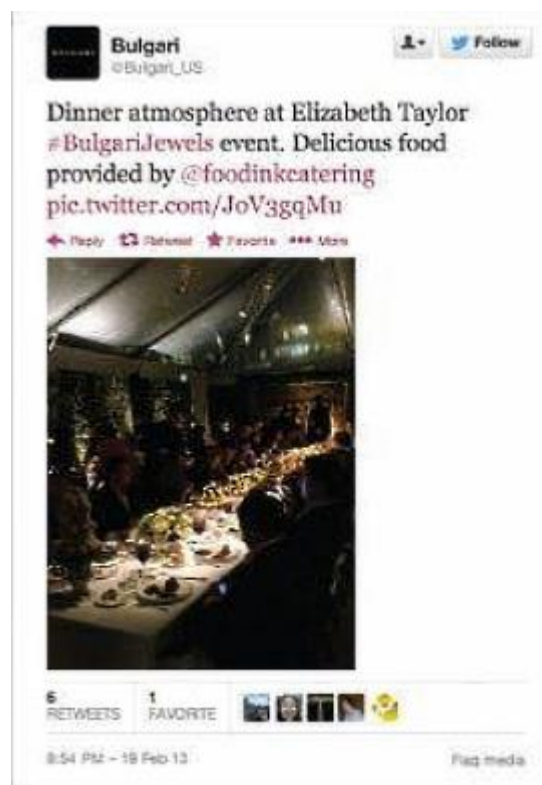 BVLGARI
Bulgari
@Bulgari_US
Follow
Dinner atmosphere at Elizabeth Taylor
#BulgariJewels event. Delicious food
provided by @foodinkcatering
pic.twitter.com/JoV3gqMu
Reply Retweet Favorite More
6 RETWEETS
1 FAVORITE
8:54 PM - 19 Feb 13
Flag media